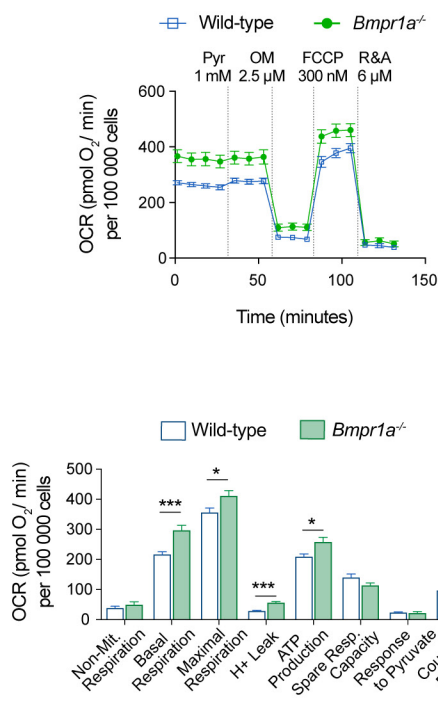 Wild-type Bmpr1a-/-
Pyr OM FCCP R&A
1 mM 2.5 µM 300 nM 6 µM
OCR (pmol O2/ min)
per 100 000 cells
600
400
200
0
0 50 100 150
Time (minutes)
Wild-type Bmpr1a-/-
OCR (pmol O2/ min)
per 100 000 cells
500
400
300
200
100
0
*** * *** *
Non-Mit.
Respiration
Basal
Respiration
Maximal
Respiration
H+ Leak
ATP
Production
Spare Resp.
Capacity
Response
to Pyruvate